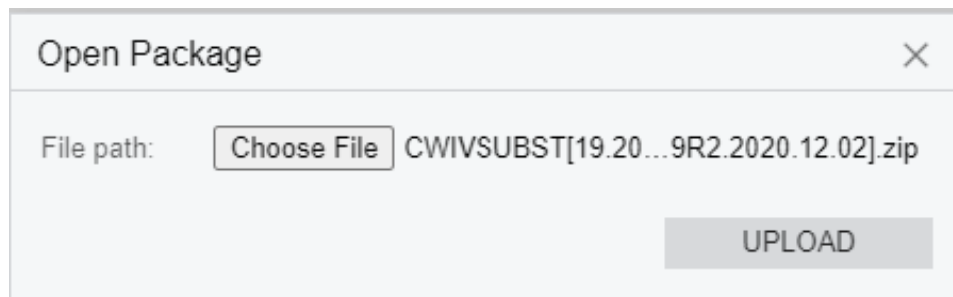 Open Package
File path: Choose File CWIVSUBST[19.20...9R2.2020.12.02].zip
UPLOAD